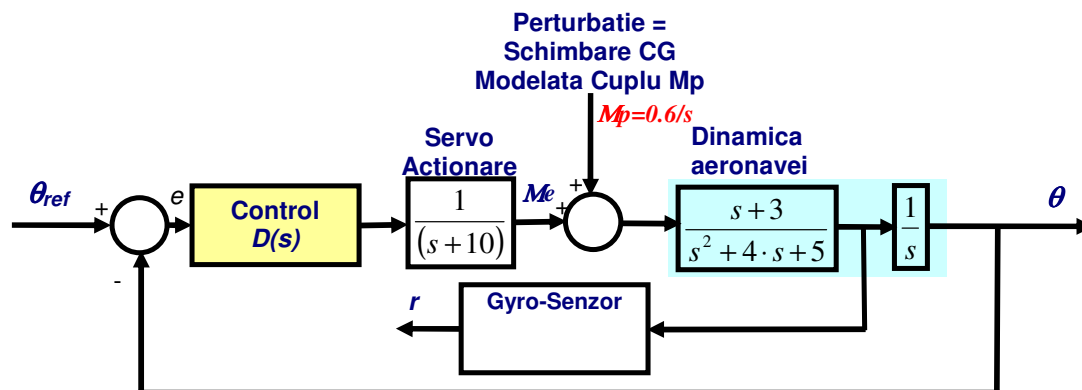 Perturbatie =
Schimbare CG
Modelata Cuplu Mp
Mp=0.6/s
Servo
Actionare
Dinamica
aeronavei
θref
+
e
Control
D(s)
1
(s+10)
Me
+
+
s+3
s²+4·s+5
1
s
θ
-
r
Gyro-Senzor